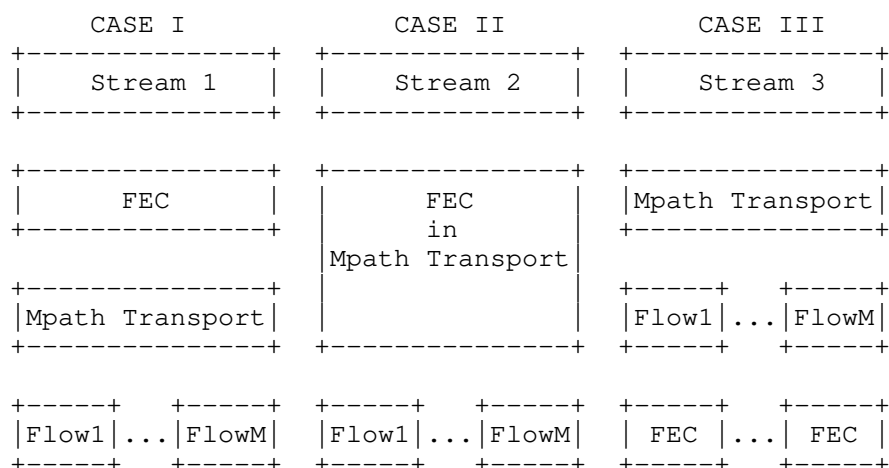 CASE I CASE II CASE III
+---------------+ +---------------+ +---------------+
| Stream 1 | | Stream 2 | | Stream 3 |
+---------------+ +---------------+ +---------------+
+---------------+ +---------------+ +---------------+
| FEC | | FEC | |Mpath Transport|
+---------------+ | in | +---------------+
|Mpath Transport|
+---------------+ | | +-----+ +-----+
|Mpath Transport| | | |Flow1|...|FlowM|
+---------------+ +---------------+ +-----+ +-----+
+-----+ +-----+ +-----+ +-----+ +-----+ +-----+
|Flow1|...|FlowM| |Flow1|...|FlowM| | FEC |...| FEC |
+-----+ +-----+ +-----+ +-----+ +-----+ +-----+